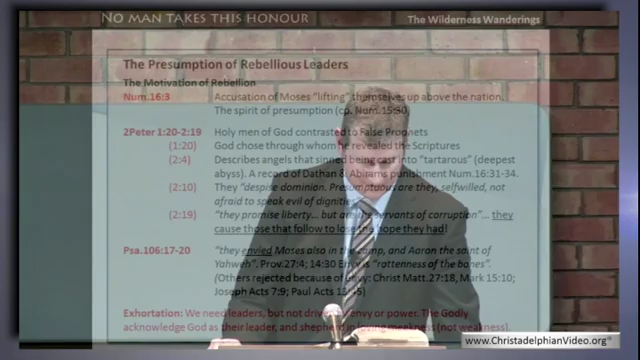 NO MAN TAKES THIS HONOUR
The Wilderness Wanderings
The Presumption of Rebellious Leaders
The Motivation of Rebellion
Num.16:3 Accusation of Moses "lifting" themselves up above the nation.
The spirit of presumption (cp. Num.15:30)
2Peter 1:20-2:19 Holy men of God contrasted to False Prophets
(1:20) God chose through whom he revealed the Scriptures
(2:4) Describes angels that sinned being into "tartarous" (deepest
abyss). A record of Dathan & Abirams punishment Num.16:31-34.
(2:10) They "despise dominion. Presumptuous are they, selfwilled, not
afraid to speak evil of dignities
(2:19) "they promise liberty... but are the servants of corruption"... they
cause those that follow to lose the hope they had!
Psa.106:17-20 "they envied Moses also in the camp, and Aaron the saint of
Yahweh". Prov.27:4; 14:30 Envy is "rottenness of the bones".
(Others rejected because of envy: Christ Matt.27:18, Mark 15:10;
Joseph Acts 7:9; Paul Acts 13:45)
Exhortation: We need leaders, but not driven by envy or power. The Godly
acknowledge God as their leader, and shepherd in loving meekness (not weakness).
www.ChristadelphianVideo.org